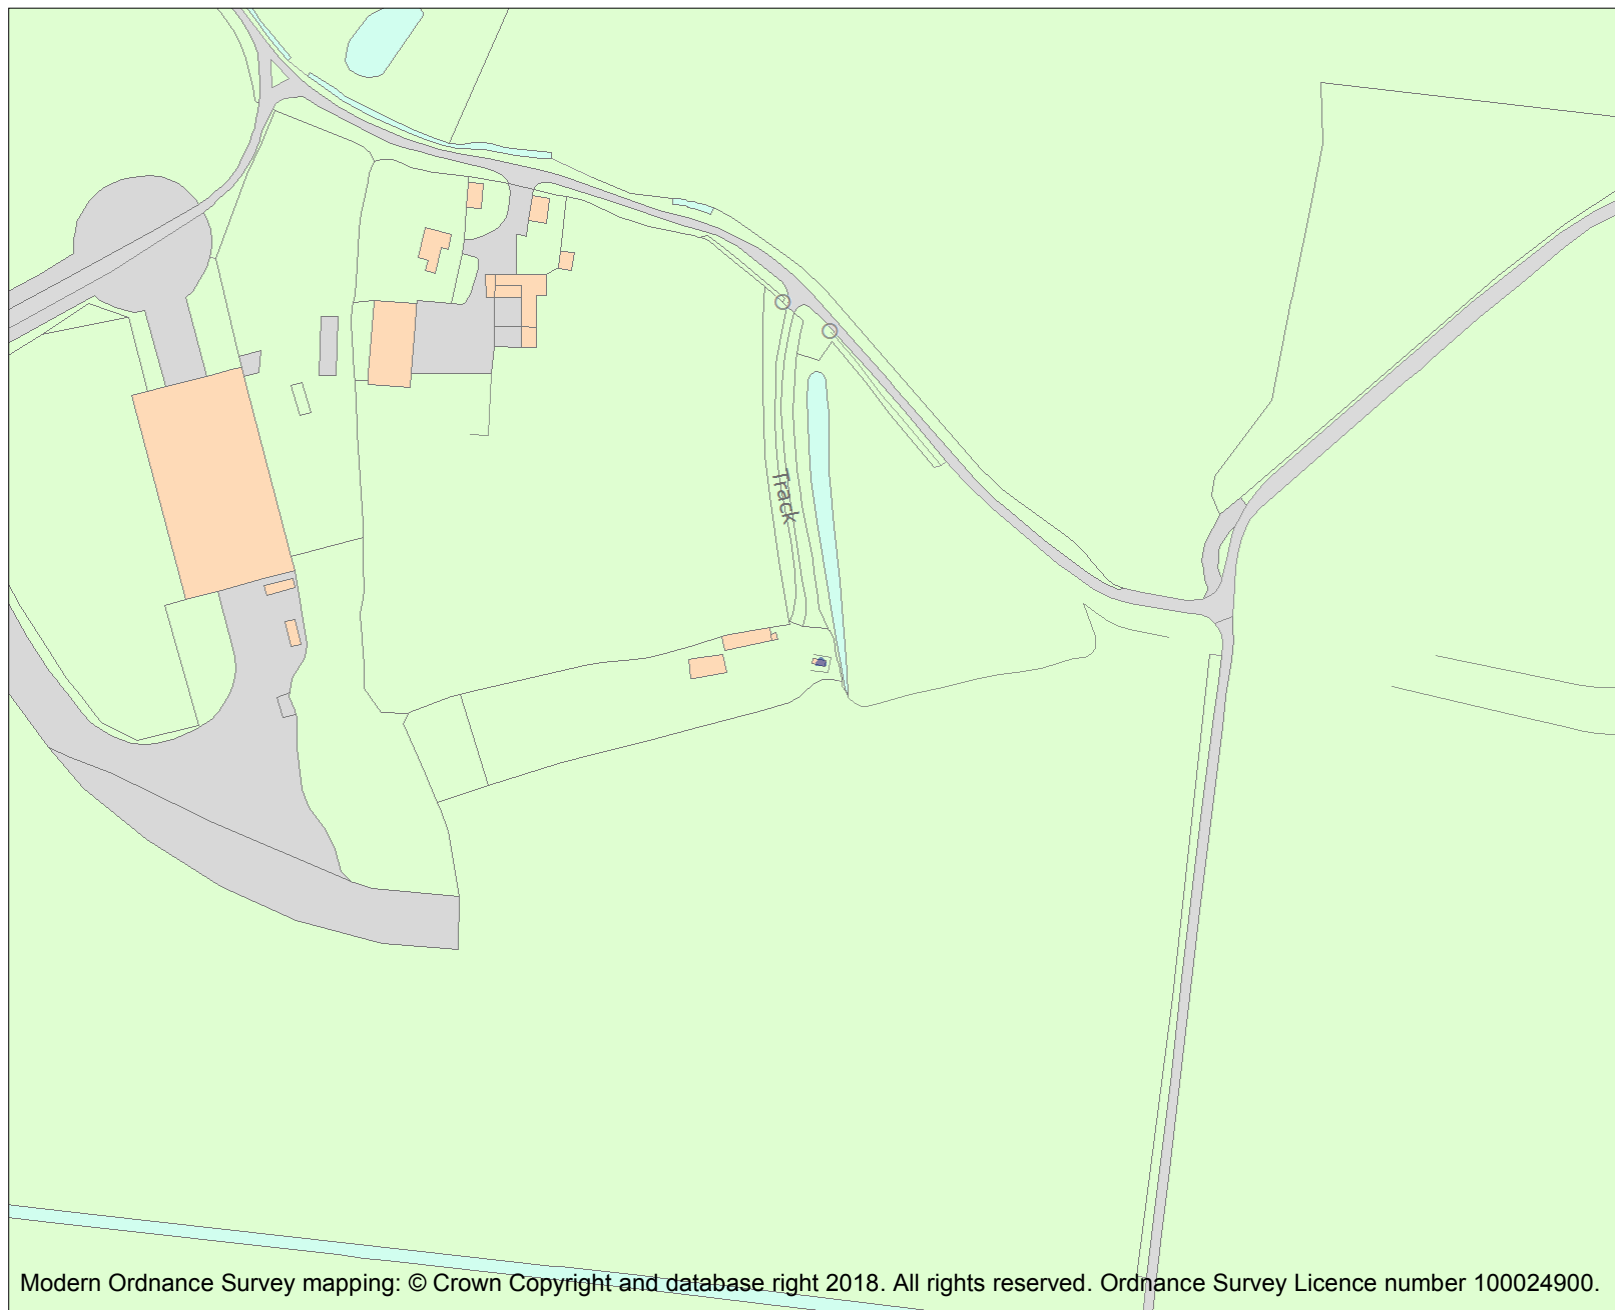 Track
Modern Ordnance Survey mapping: © Crown Copyright and database right 2018. All rights reserved. Ordnance Survey Licence number 100024900.